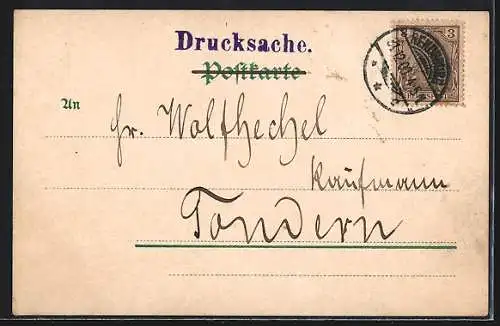 Drucksache.
Postkarte
3
An
Hr. Wolfhechel
Kaufmann
Tondern